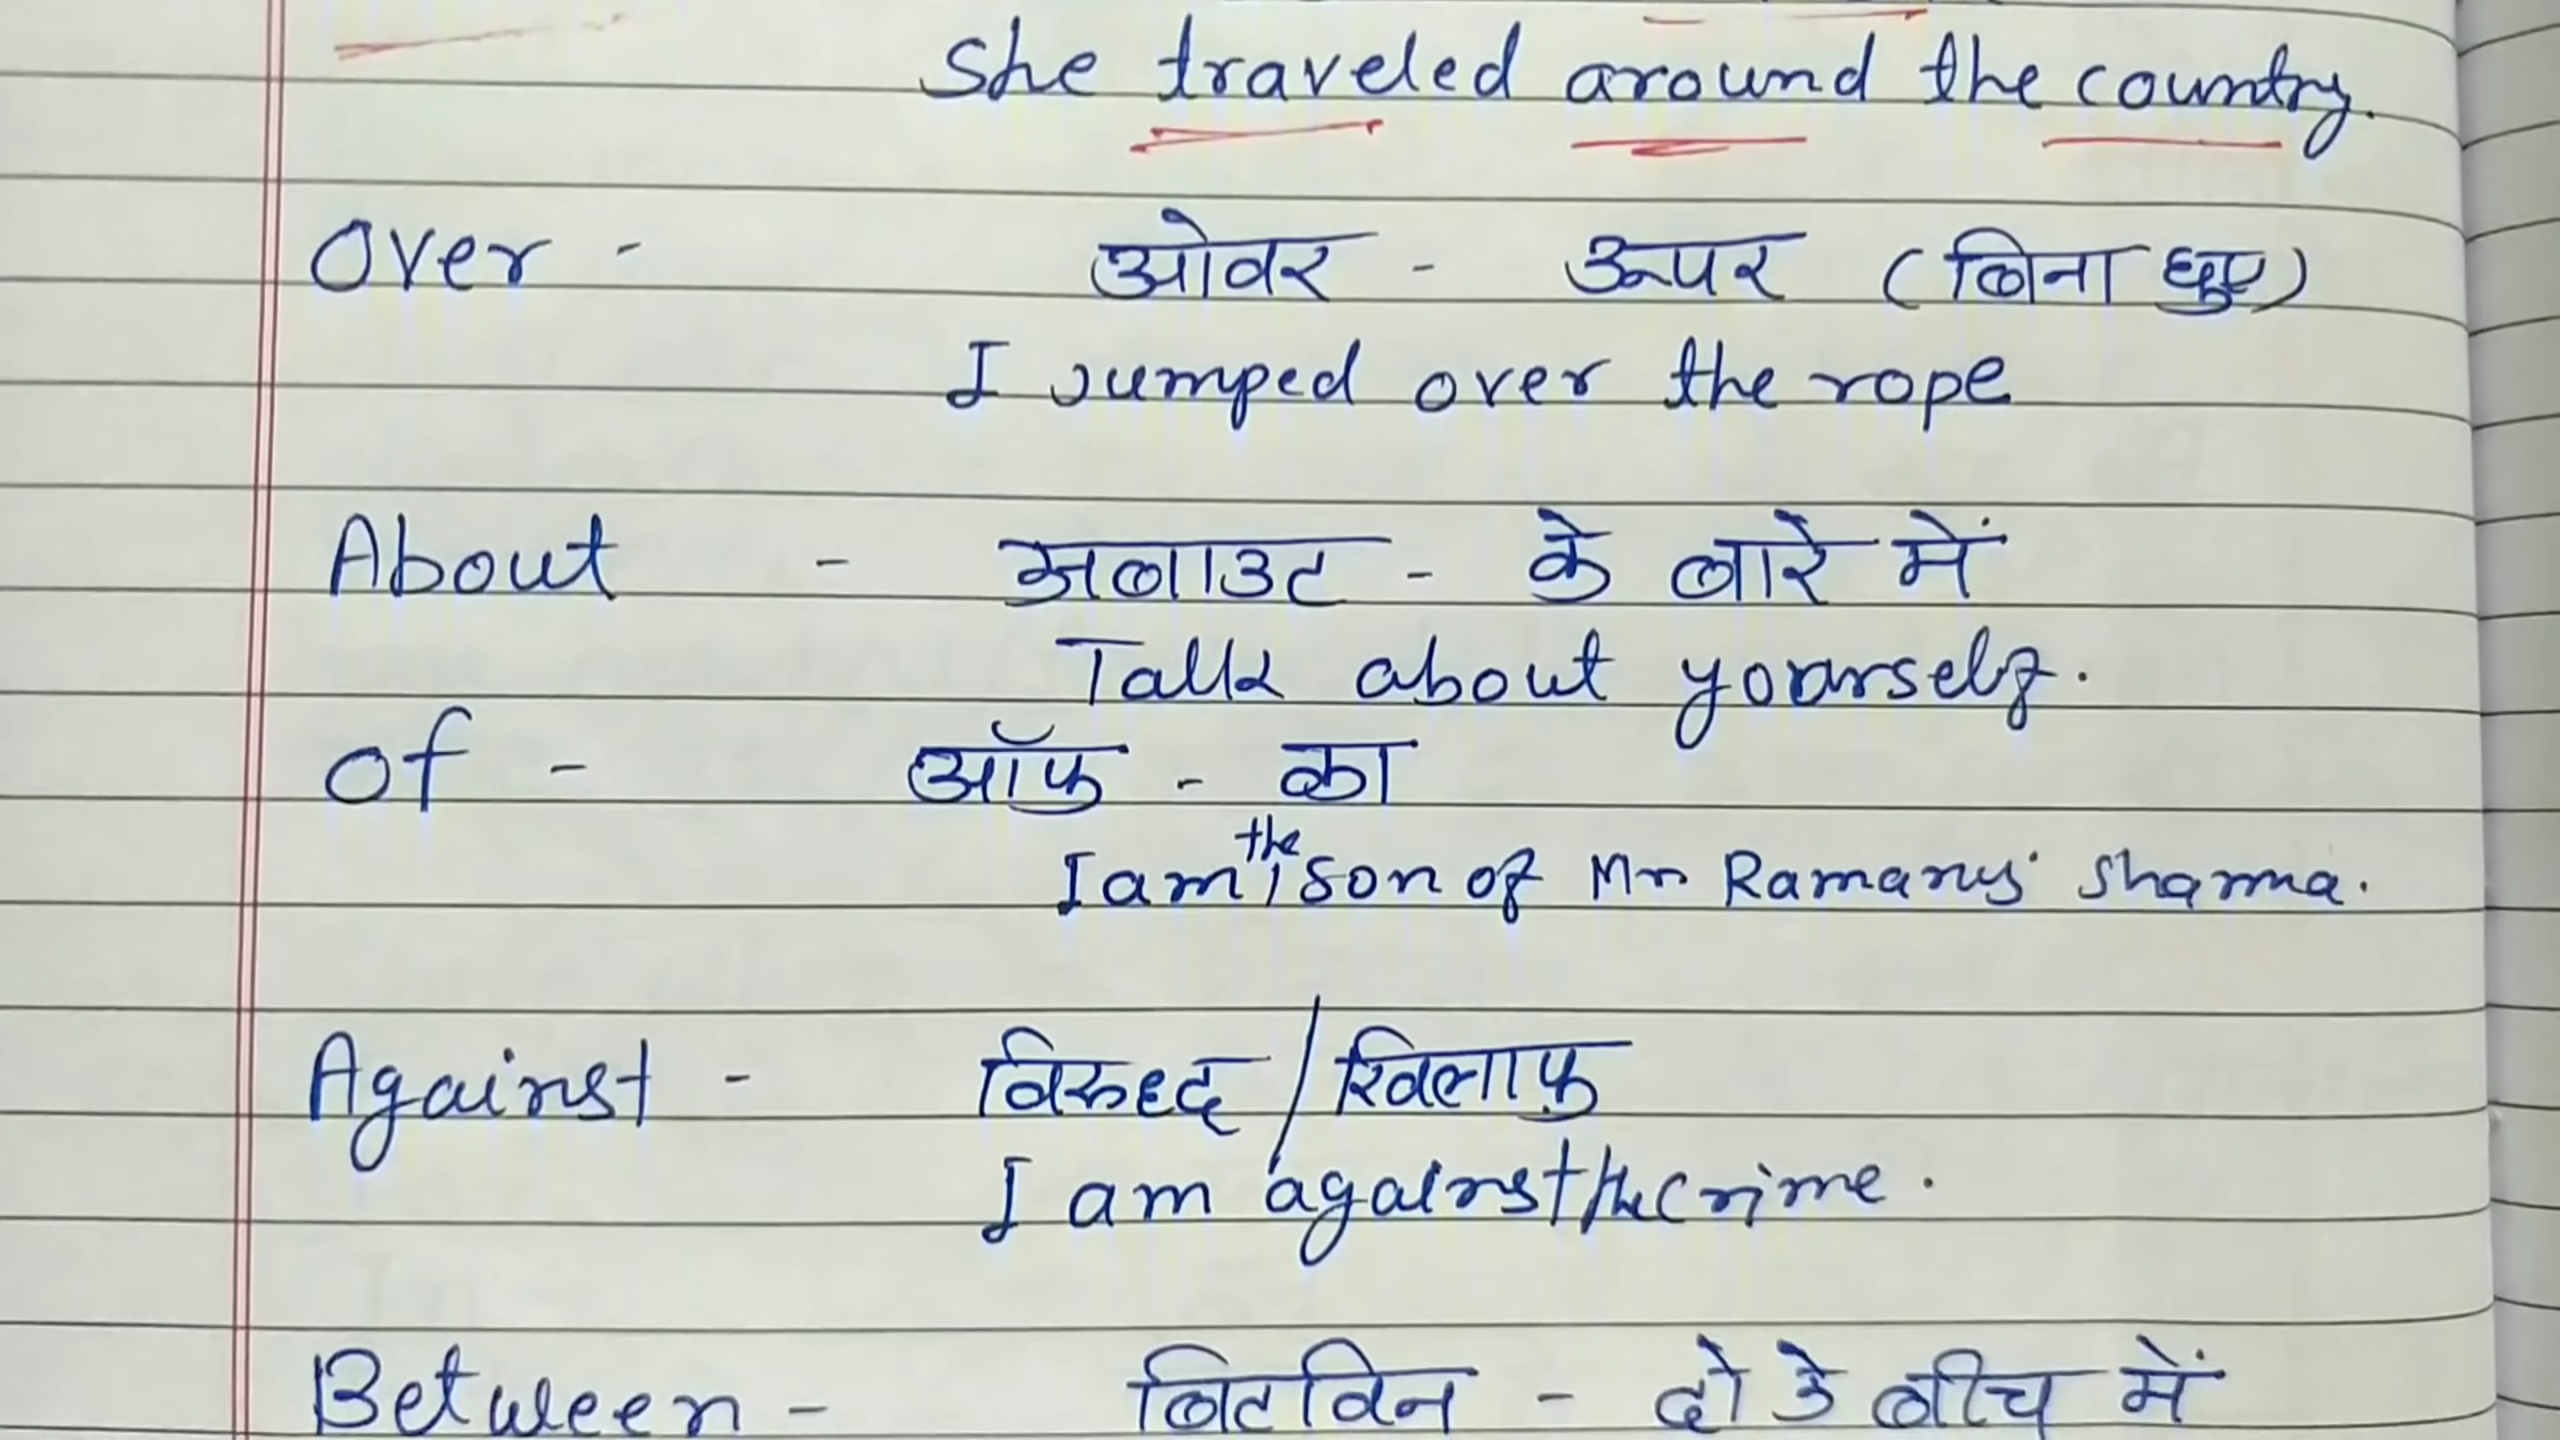 She traveled around the country.
Over - ओवर - ऊपर (बिना छुए)
I Jumped over the rope
About - अबाउट - के बारे में
Talk about yourself.
Of - ऑफ - का
I am the son of Mr Ramanuj Sharma.
Against - विरुध्द / खिलाफ
I am against the crime.
Between - बिटविन - दो के बीच में